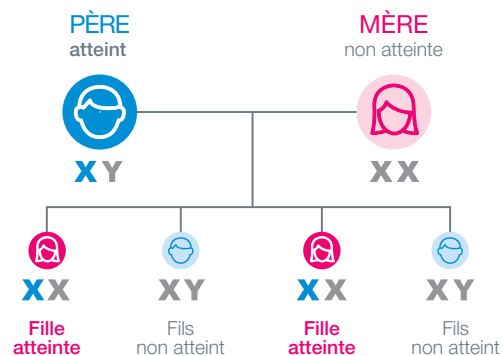 PÈRE
atteint
MÈRE
non atteinte
XY
XX
XX
XY
XX
XY
Fille
atteinte
Fils
non atteint
Fille
atteinte
Fils
non atteint